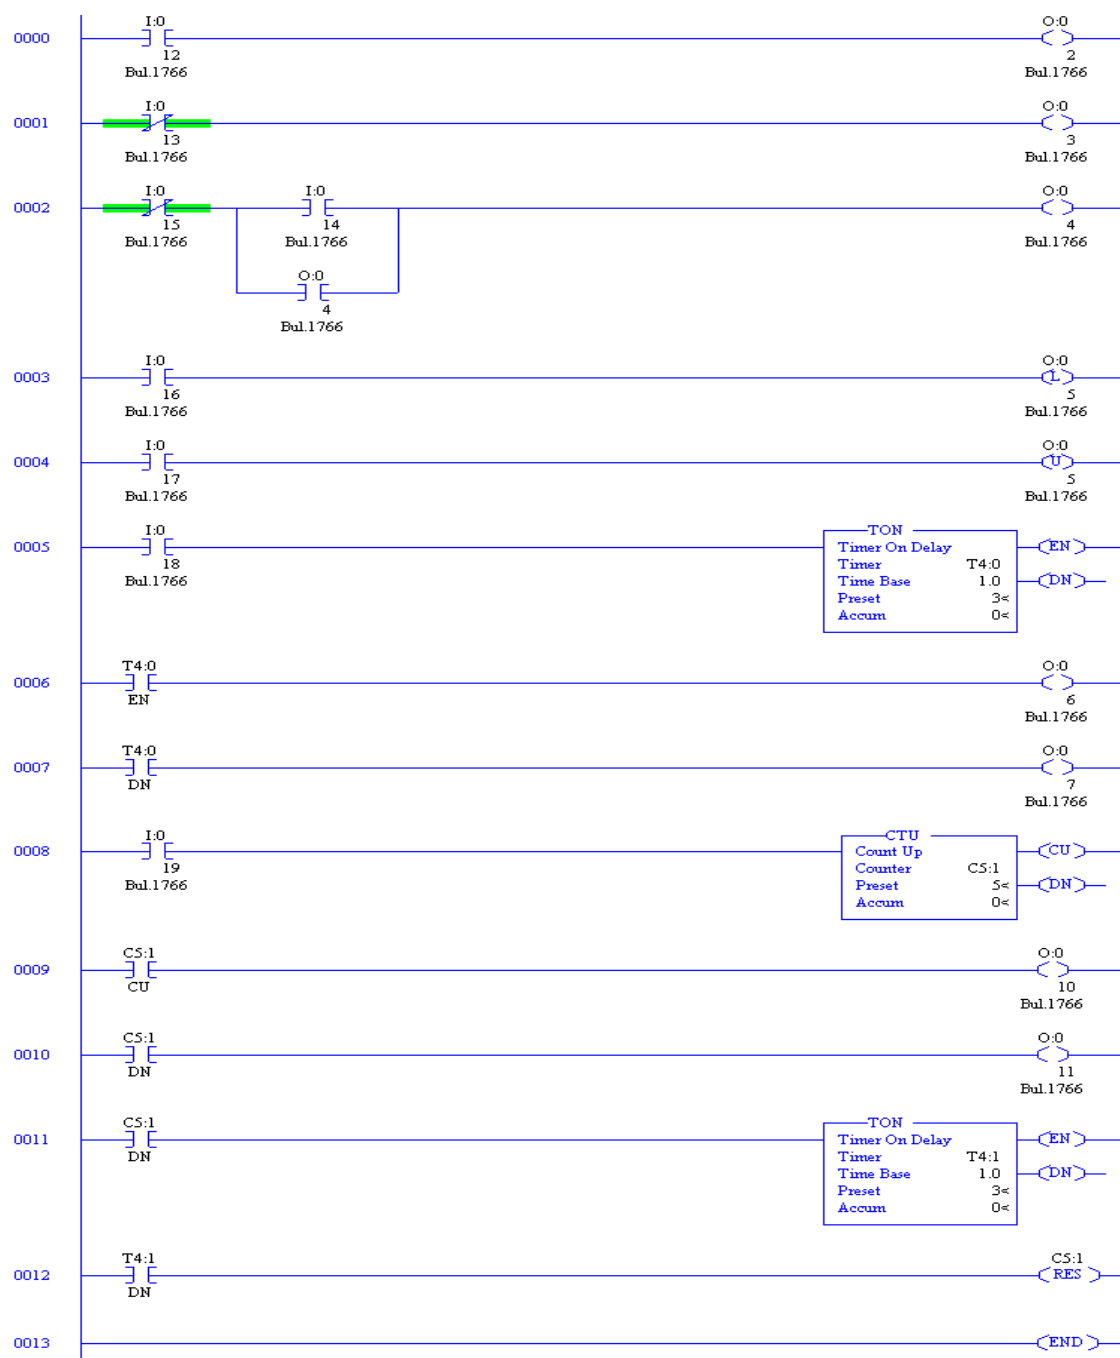 I:0 O:0
0000
12 2
Bul.1766 Bul.1766
I:0 O:0
0001
13 3
Bul.1766 Bul.1766
I:0 I:0 O:0
0002
15 14 4
Bul.1766 Bul.1766 Bul.1766
O:0
4
Bul.1766
I:0 O:0
0003 L
16 5
Bul.1766 Bul.1766
I:0 O:0
0004 U
17 5
Bul.1766 Bul.1766
I:0 TON
0005 Timer On Delay EN
18 Timer T4:0
Bul.1766 Time Base 1.0 DN
Preset 3<
Accum 0<
T4:0 O:0
0006
EN 6
Bul.1766
T4:0 O:0
0007
DN 7
Bul.1766
I:0 CTU
0008 Count Up CU
19 Counter C5:1
Bul.1766 Preset 5< DN
Accum 0<
C5:1 O:0
0009
CU 10
Bul.1766
C5:1 O:0
0010
DN 11
Bul.1766
C5:1 TON
0011 Timer On Delay EN
DN Timer T4:1
Time Base 1.0 DN
Preset 3<
Accum 0<
T4:1 C5:1
0012 RES
DN
0013 END